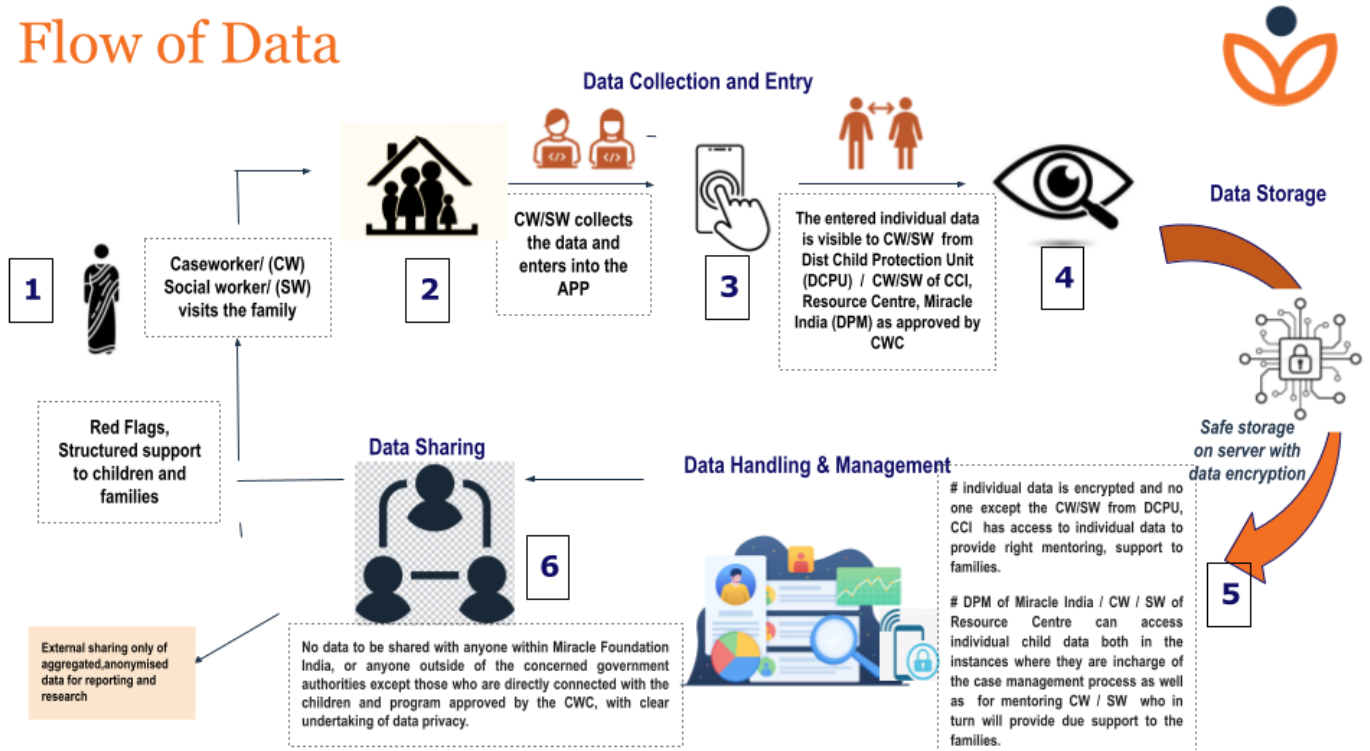 Flow of Data
Data Collection and Entry
Data Storage
1
Caseworker/ (CW)
Social worker/ (SW)
visits the family
2
CW/SW collects
the data and
enters into the
APP
3
The entered individual data
is visible to CW/SW from
Dist Child Protection Unit
(DCPU) / CW/SW of CCI,
Resource Centre, Miracle
India (DPM) as approved by
CWC
4
Safe storage
on server with
data encryption
5
Data Handling & Management
# individual data is encrypted and no
one except the CW/SW from DCPU,
CCI has access to individual data to
provide right mentoring, support to
families.
# DPM of Miracle India / CW / SW of
Resource Centre can access
individual child data both in the
instances where they are incharge of
the case management process as well
as for mentoring CW / SW who in
turn will provide due support to the
families.
Data Sharing
6
No data to be shared with anyone within Miracle Foundation
India, or anyone outside of the concerned government
authorities except those who are directly connected with the
children and program approved by the CWC, with clear
undertaking of data privacy.
Red Flags,
Structured support
to children and
families
External sharing only of
aggregated,anonymised
data for reporting and
research